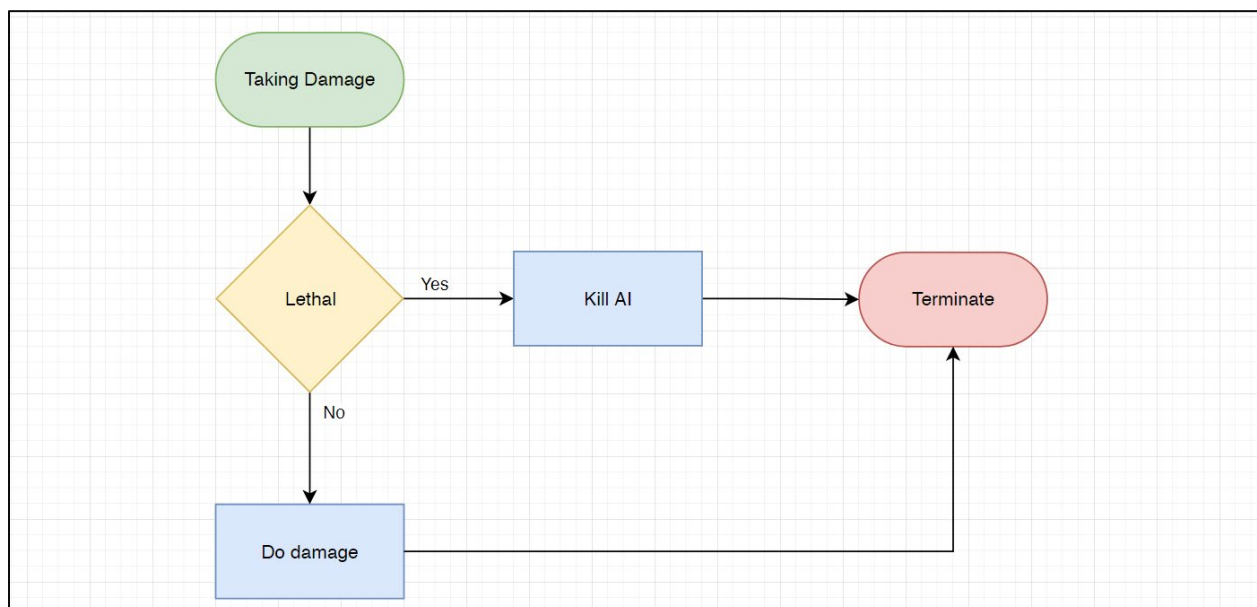 Taking Damage
Lethal
Yes
Kill AI
Terminate
No
Do damage